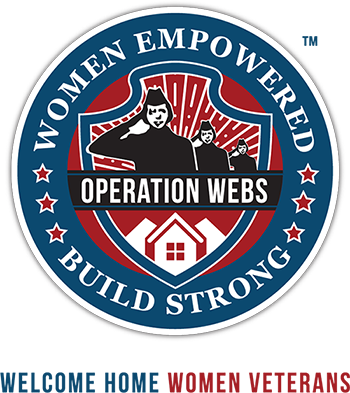 WOMEN EMPOWERED
TM
OPERATION WEBS
BUILD STRONG
WELCOME HOME WOMEN VETERANS